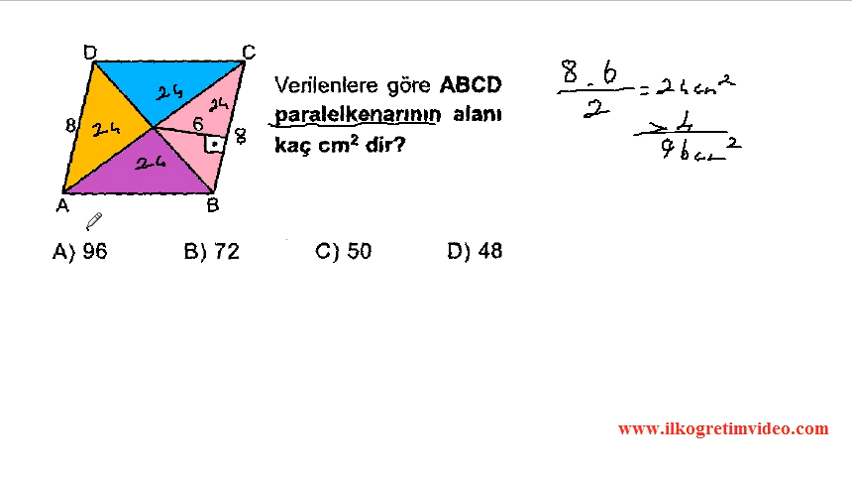 D C
24
24
8 24 6 8
24
A B
Verilenlere göre ABCD
paralelkenarının alanı
kaç cm² dir?
8.6
2
= 24 cm²
x 4
96 cm²
A) 96 B) 72 C) 50 D) 48
www.ilkogretimvideo.com